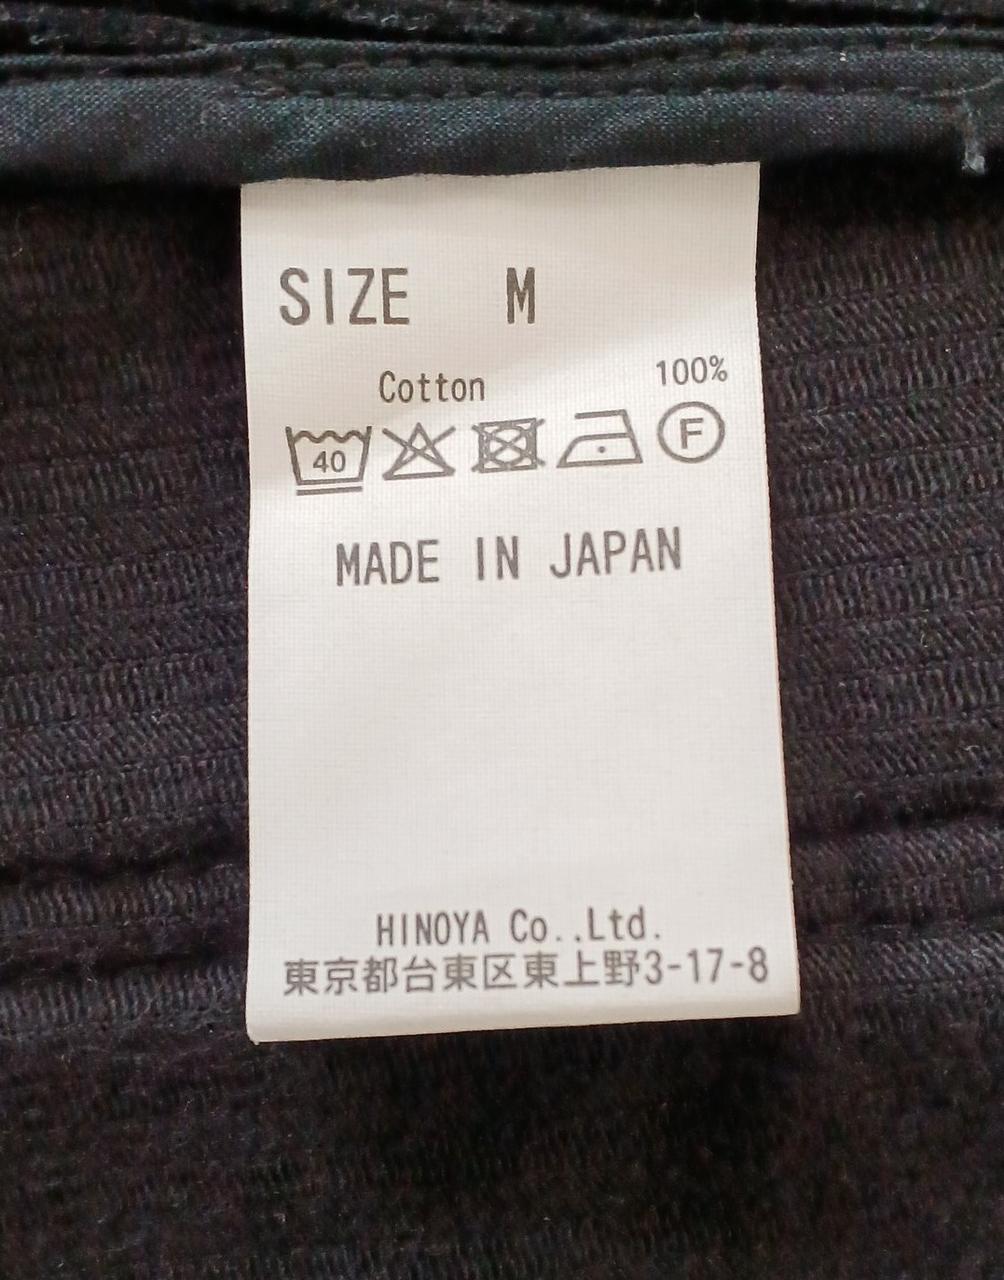 SIZE M
Cotton 100%
40 F
MADE IN JAPAN
HINOYA Co.,Ltd.
東京都台東区東上野3-17-8